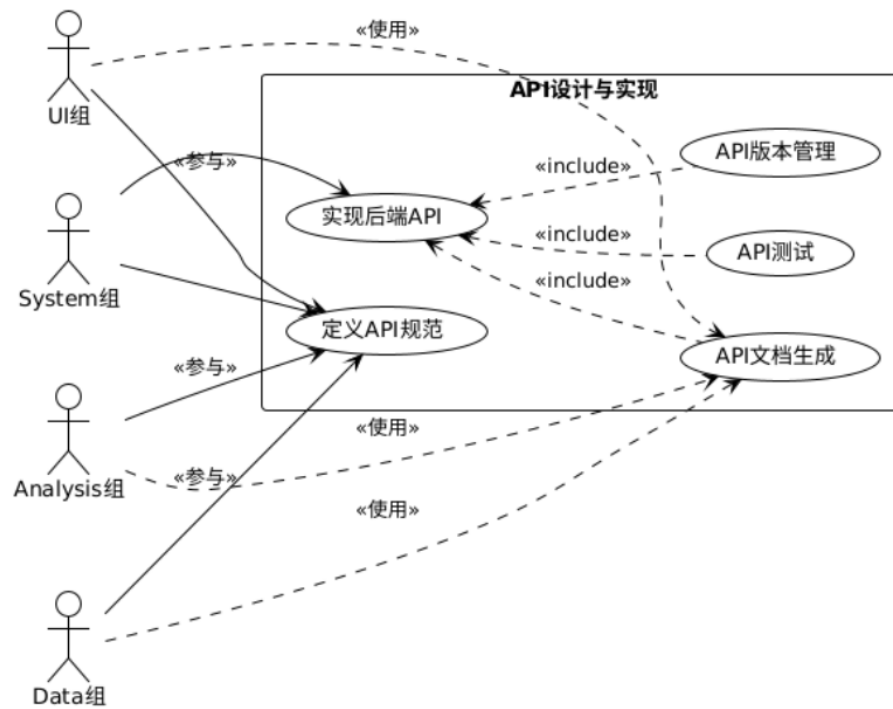 «使用»
UI组
API设计与实现
«参与»
«include»
API版本管理
实现后端API
«include»
API测试
System组
«include»
定义API规范
API文档生成
«参与»
«使用»
«参与»
Analysis组
«使用»
Data组